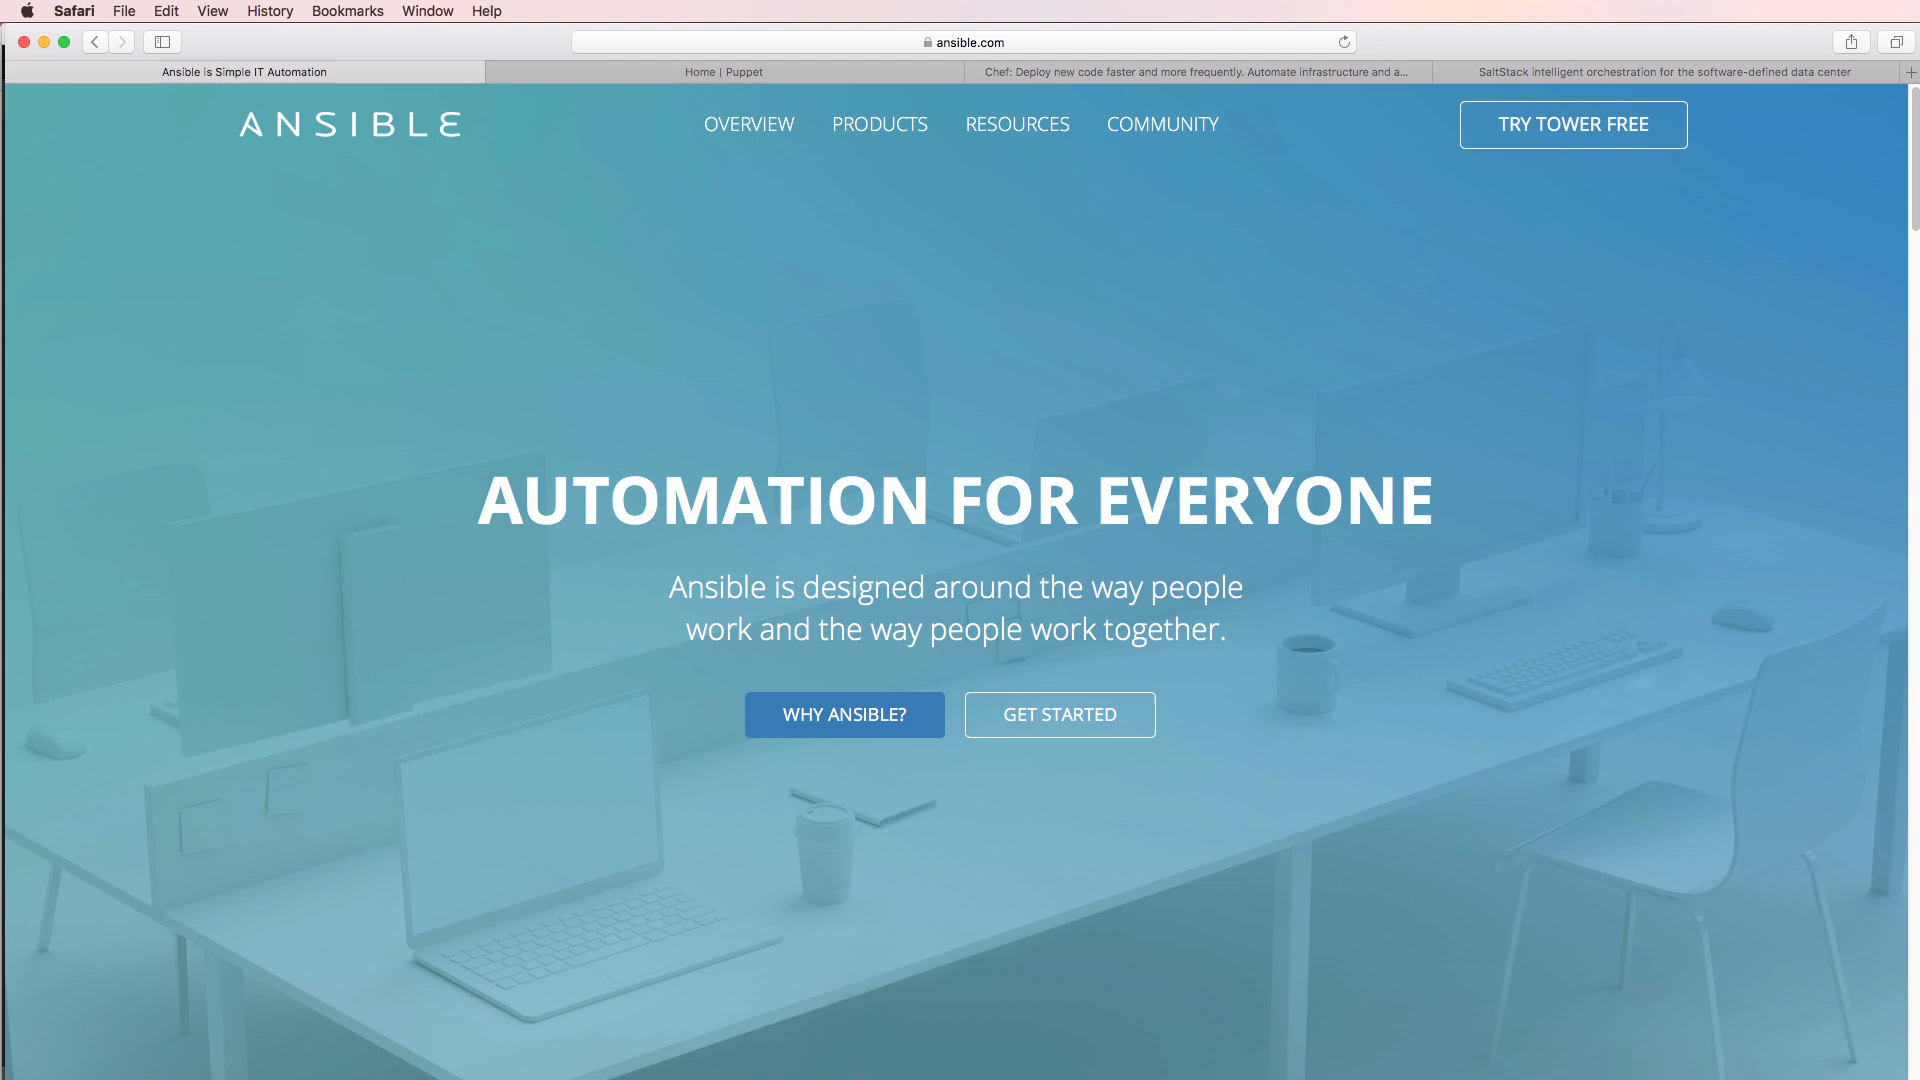 Safari File Edit View History Bookmarks Window Help
ansible.com
Ansible is Simple IT Automation
Home | Puppet
Chef: Deploy new code faster and more frequently. Automate infrastructure and a...
SaltStack intelligent orchestration for the software-defined data center
ANSIBLE
OVERVIEW PRODUCTS RESOURCES COMMUNITY
TRY TOWER FREE
AUTOMATION FOR EVERYONE
Ansible is designed around the way people
work and the way people work together.
WHY ANSIBLE?
GET STARTED